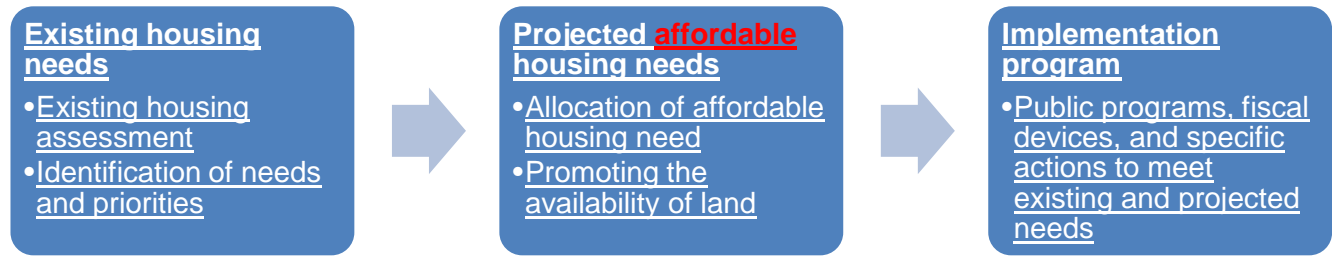 Existing housing
needs
•Existing housing
assessment
•Identification of needs
and priorities
Projected affordable
housing needs
•Allocation of affordable
housing need
•Promoting the
availability of land
Implementation
program
•Public programs, fiscal
devices, and specific
actions to meet
existing and projected
needs